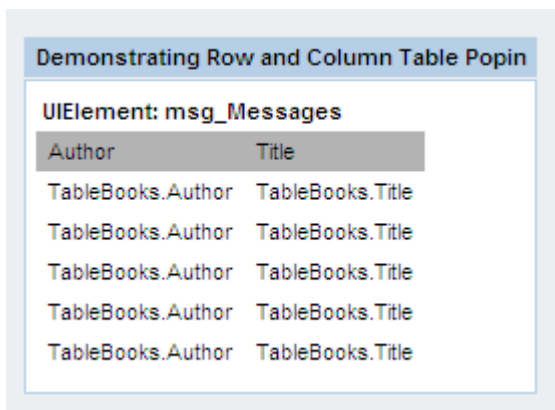 Demonstrating Row and Column Table Popin
UIElement: msg_Messages
Author Title
TableBooks.Author TableBooks.Title
TableBooks.Author TableBooks.Title
TableBooks.Author TableBooks.Title
TableBooks.Author TableBooks.Title
TableBooks.Author TableBooks.Title